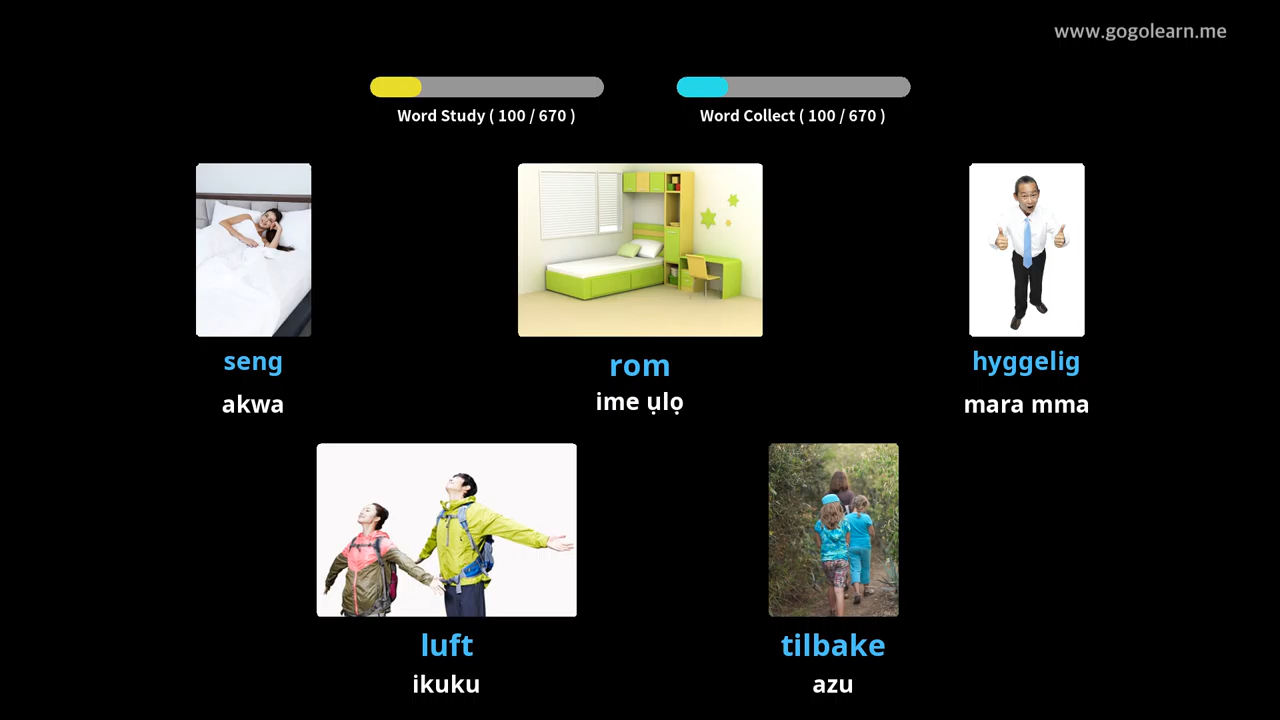 www.gogolearn.me
Word Study ( 100 / 670 )
Word Collect ( 100 / 670 )
seng
akwa
rom
ime ụlọ
hyggelig
mara mma
luft
ikuku
tilbake
azu